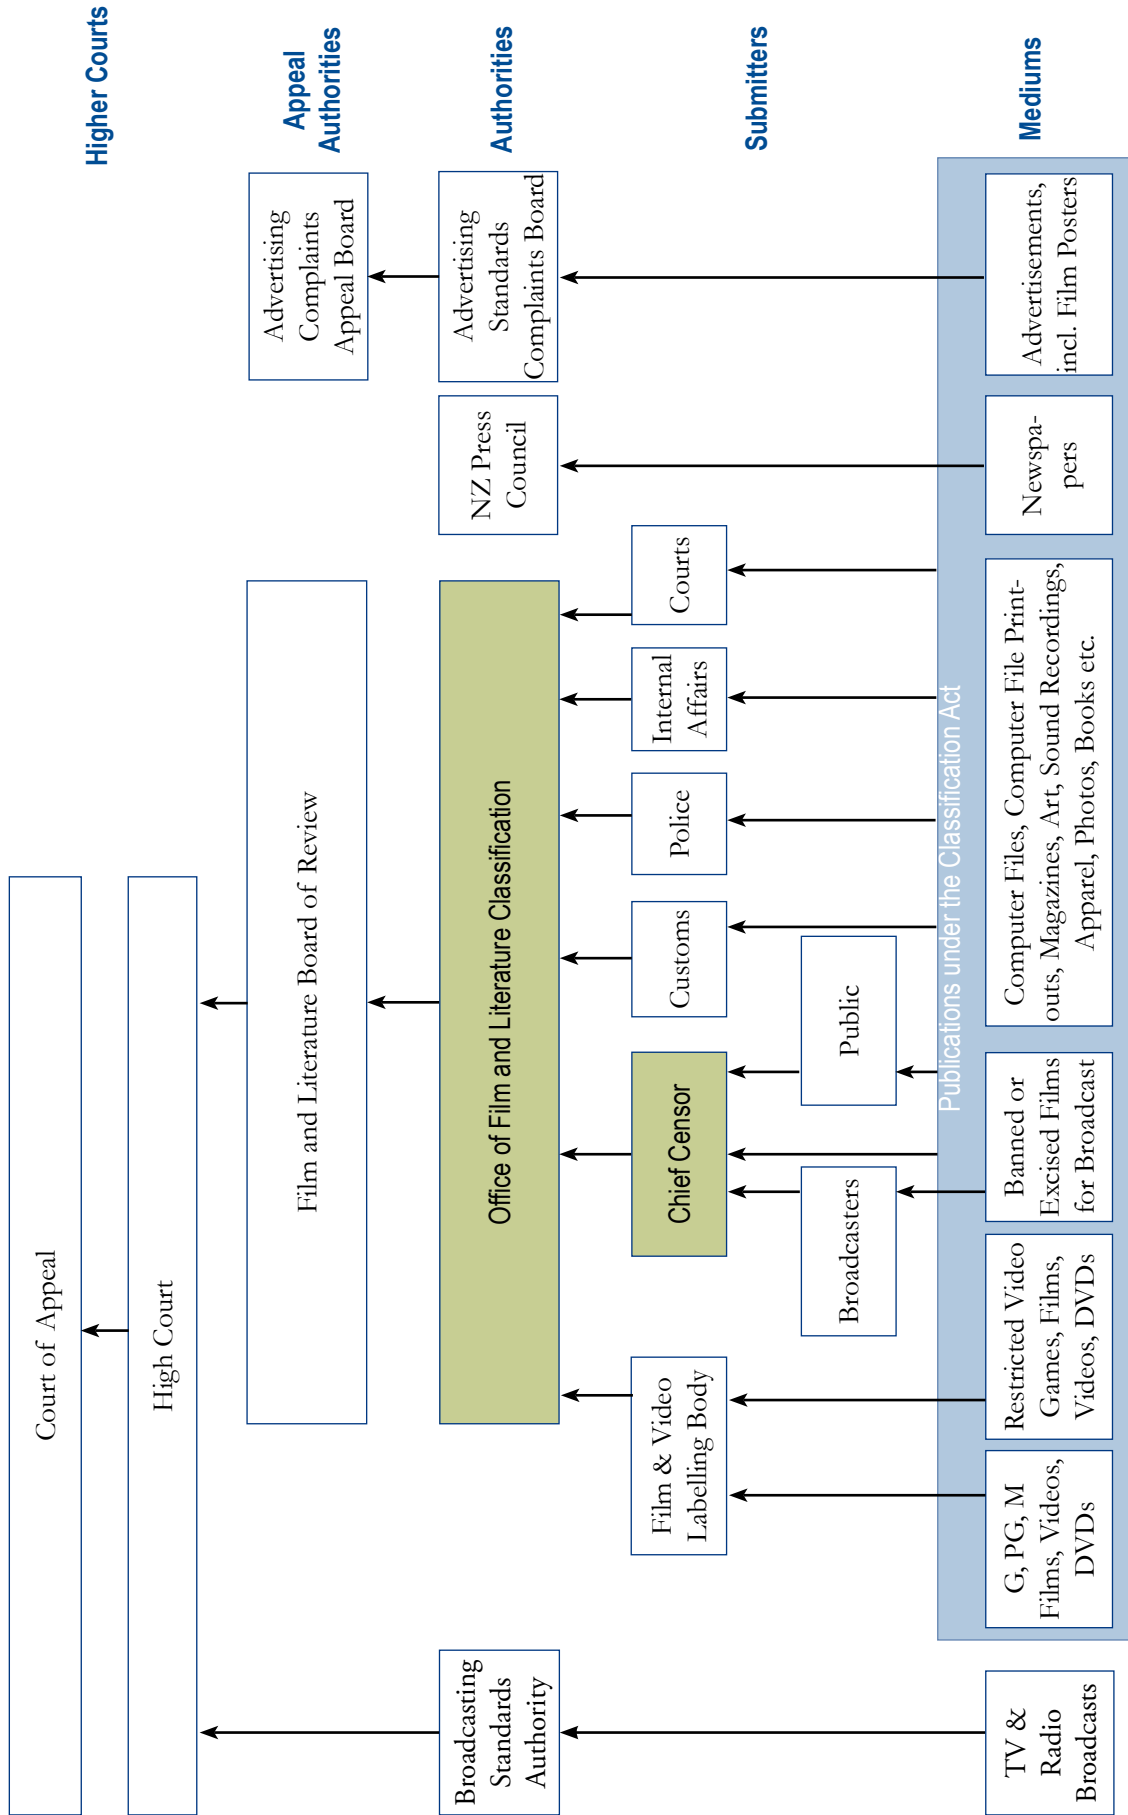 Higher Courts
Court of Appeal
High Court
Appeal
Authorities
Film and Literature Board of Review
Advertising
Complaints
Appeal Board
Authorities
Broadcasting
Standards
Authority
Office of Film and Literature Classification
NZ Press
Council
Advertising
Standards
Complaints Board
Submitters
Film & Video
Labelling Body
Chief Censor
Customs
Police
Internal
Affairs
Courts
Broadcasters
Public
Mediums
Publications under the Classification Act
TV &
Radio
Broadcasts
G, PG, M
Films, Videos,
DVDs
Restricted Video
Games, Films,
Videos, DVDs
Banned or
Excised Films
for Broadcast
Computer Files, Computer File Print-
outs, Magazines, Art, Sound Recordings,
Apparel, Photos, Books etc.
Newspa-
pers
Advertisements,
incl. Film Posters